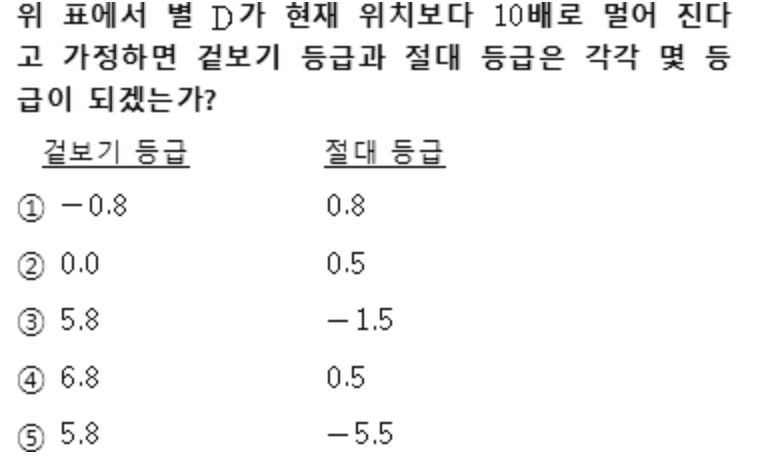 위 표에서 별 D가 현재 위치보다 10배로 멀어 진다
고 가정하면 겉보기 등급과 절대 등급은 각각 몇 등
급이 되겠는가?
겉보기 등급 절대 등급
① −0.8 0.8
② 0.0 0.5
③ 5.8 −1.5
④ 6.8 0.5
⑤ 5.8 −5.5